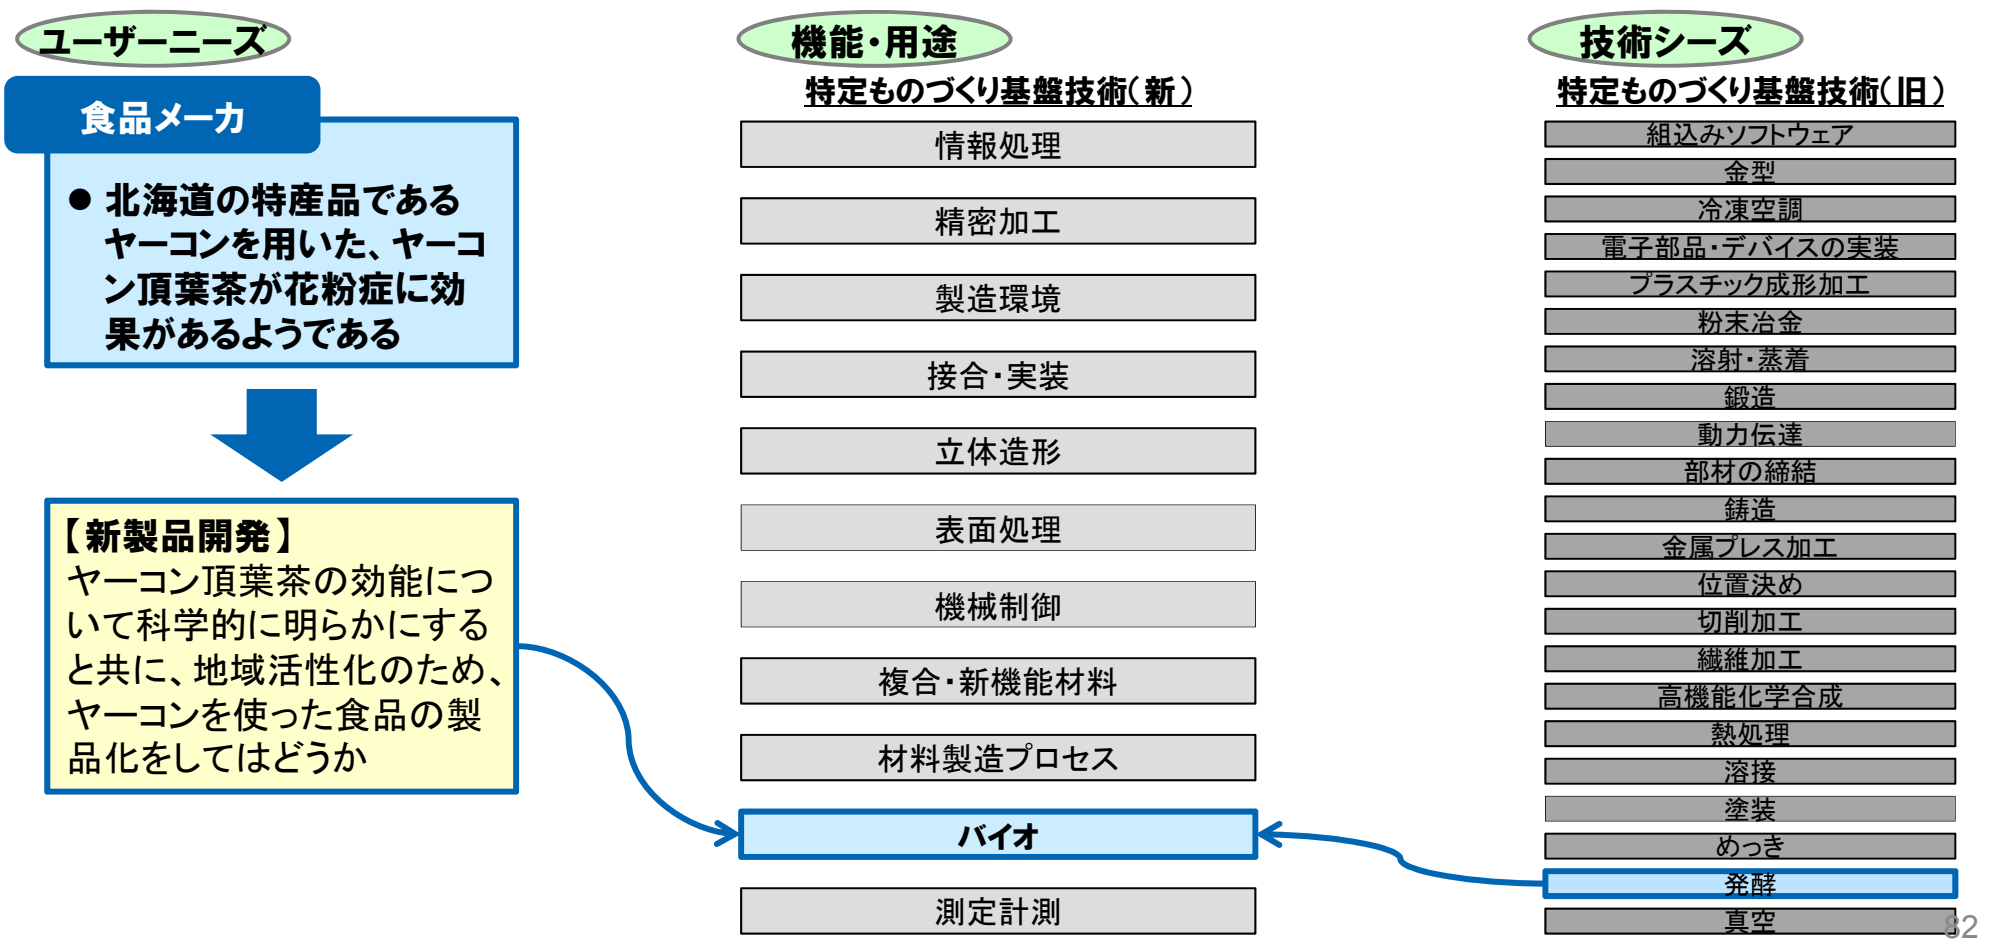 ユーザーニーズ
食品メーカ
● 北海道の特産品である
ヤーコンを用いた、ヤーコ
ン頂葉茶が花粉症に効
果があるようである
【新製品開発】
ヤーコン頂葉茶の効能につ
いて科学的に明らかにする
と共に、地域活性化のため、
ヤーコンを使った食品の製
品化をしてはどうか
機能・用途
特定ものづくり基盤技術(新)
情報処理
精密加工
製造環境
接合・実装
立体造形
表面処理
機械制御
複合・新機能材料
材料製造プロセス
バイオ
測定計測
技術シーズ
特定ものづくり基盤技術(旧)
組込みソフトウェア
金型
冷凍空調
電子部品・デバイスの実装
プラスチック成形加工
粉末冶金
溶射・蒸着
鍛造
動力伝達
部材の締結
鋳造
金属プレス加工
位置決め
切削加工
繊維加工
高機能化学合成
熱処理
溶接
塗装
めっき
発酵
真空
82